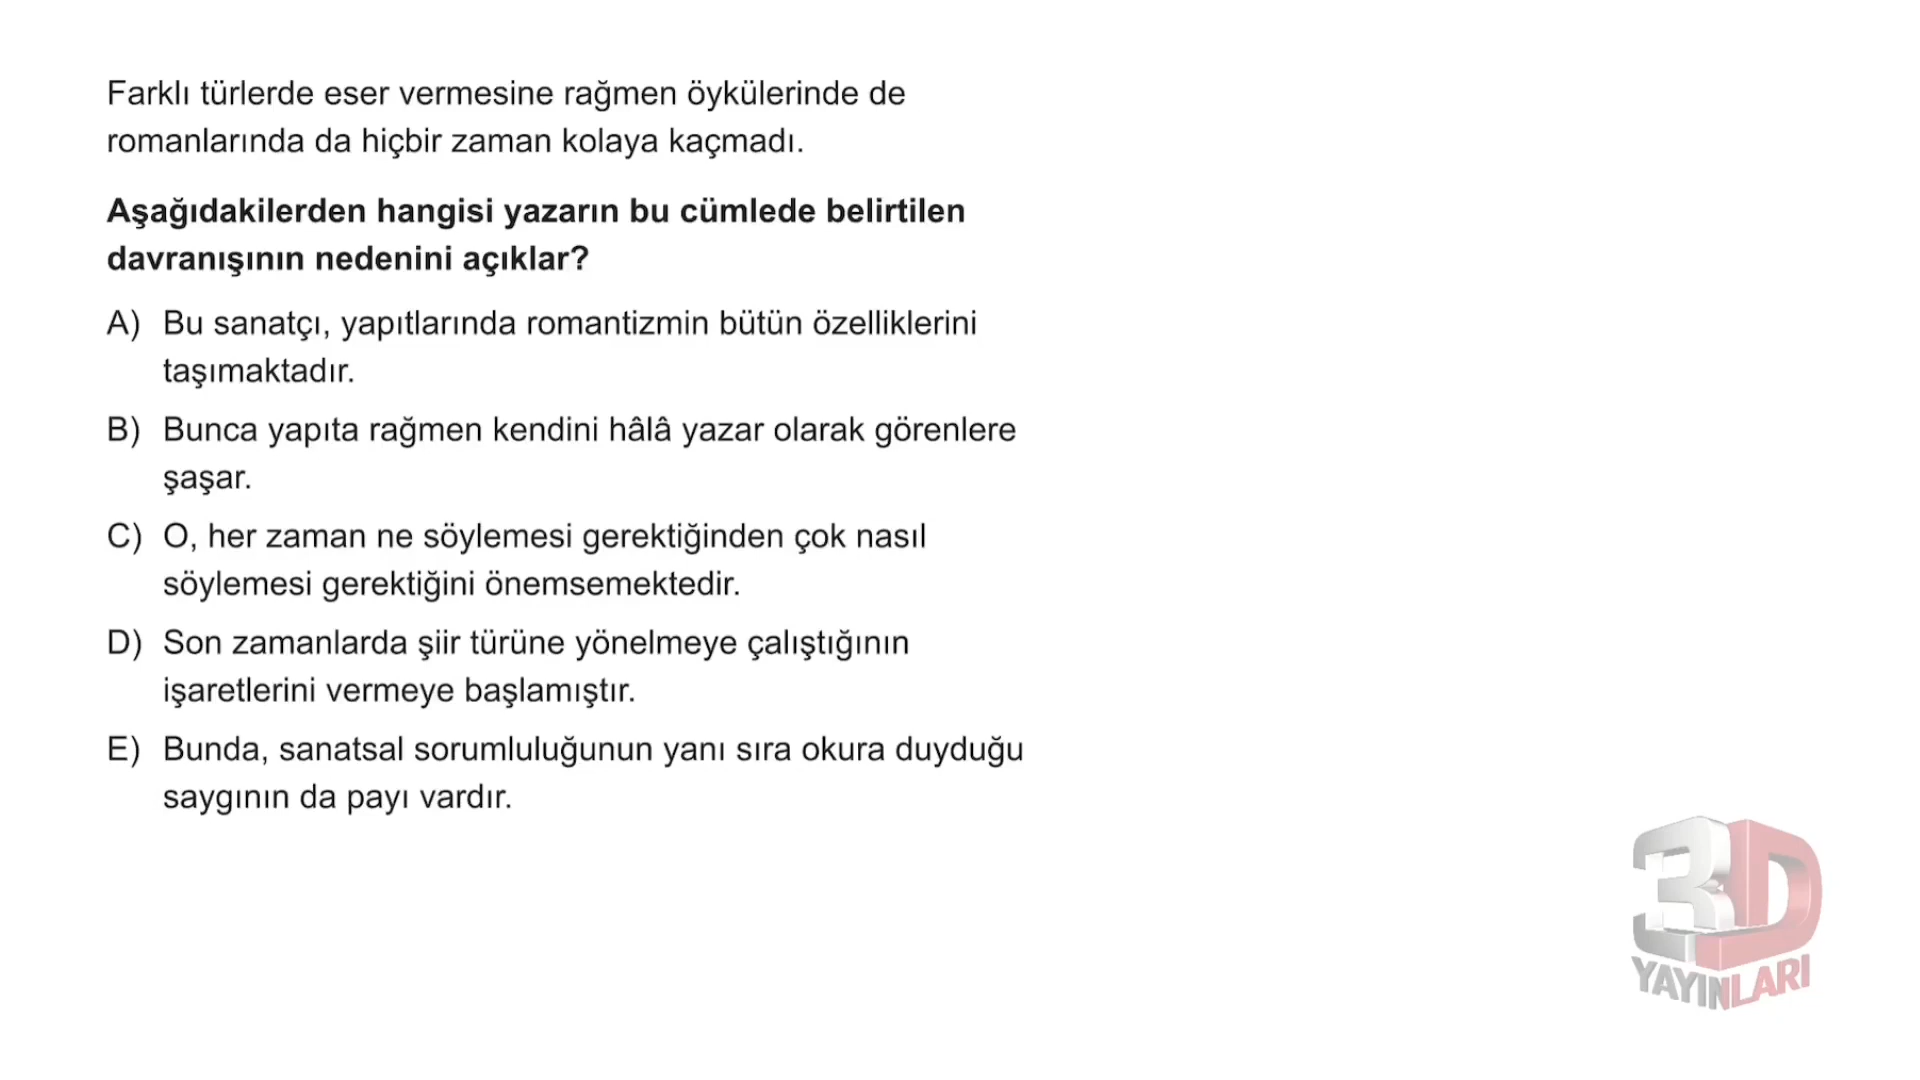 Farklı türlerde eser vermesine rağmen öykülerinde de
romanlarında da hiçbir zaman kolaya kaçmadı.
Aşağıdakilerden hangisi yazarın bu cümlede belirtilen
davranışının nedenini açıklar?
A) Bu sanatçı, yapıtlarında romantizmin bütün özelliklerini
taşımaktadır.
B) Bunca yapıta rağmen kendini hâlâ yazar olarak görenlere
şaşar.
C) O, her zaman ne söylemesi gerektiğinden çok nasıl
söylemesi gerektiğini önemsemektedir.
D) Son zamanlarda şiir türüne yönelmeye çalıştığının
işaretlerini vermeye başlamıştır.
E) Bunda, sanatsal sorumluluğunun yanı sıra okura duyduğu
saygının da payı vardır.
3D
YAYINLARI